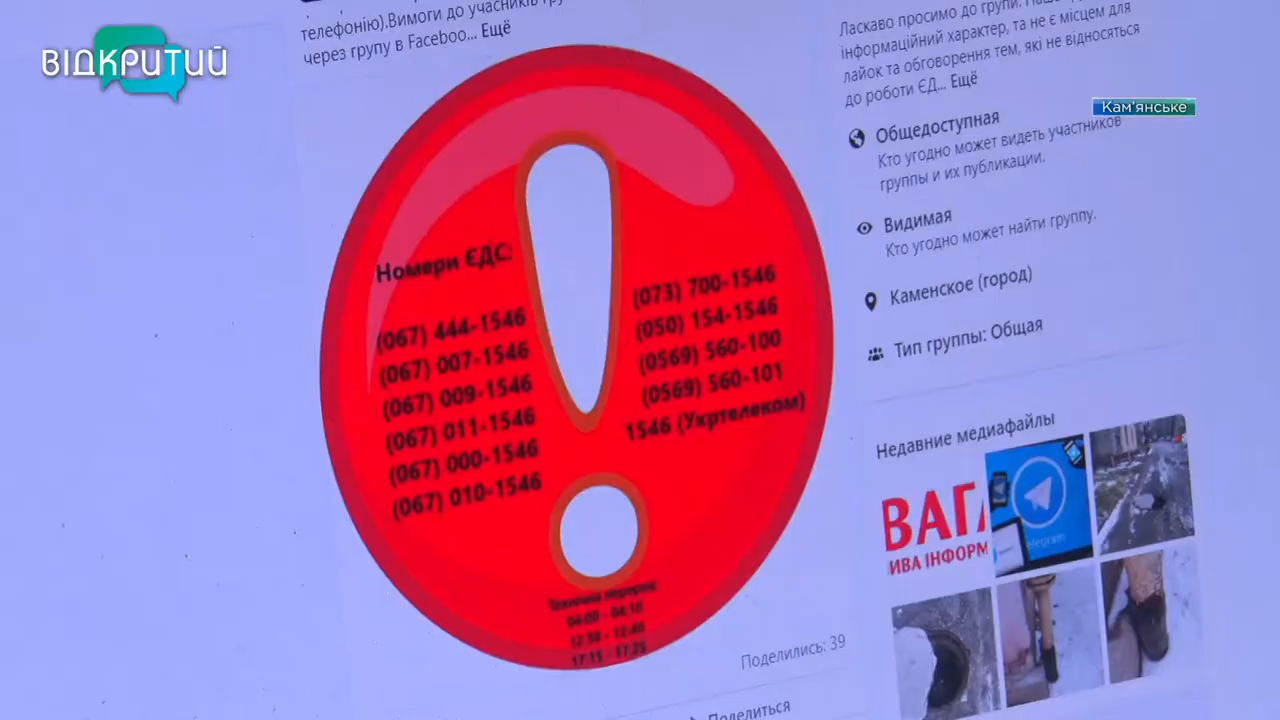 ВІДКРИТИЙ
Кам'янське
телефонію).Вимоги до учасників
через групу в Faceboo... Ещё
Номери ЄДС:
(067) 444-1546
(067) 007-1546
(067) 009-1546
(067) 011-1546
(067) 000-1546
(067) 010-1546
(073) 700-1546
(050) 154-1546
(0569) 560-100
(0569) 560-101
1546 (Укртелеком)
04:00 - 04:10
12:30 - 12:40
17:15 - 17:25
Поделились: 39
Поделиться
Ласкаво просимо до групи.
інформаційний характер, та не є місцем для
лайок та обговорення тем, які не відносяться
до роботи ЄД... Ещё
Общедоступная
Кто угодно может видеть участников
группы и их публикации.
Видимая
Кто угодно может найти группу.
Каменское (город)
Тип группы: Общая
Недавние медиафайлы
ВАГА
ИВА ІНФОРМ
elegram